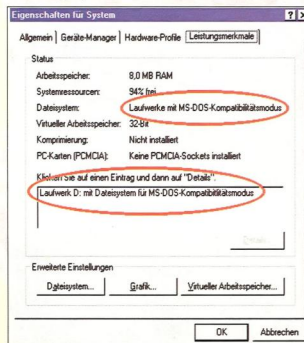 Eigenschaften für System
Allgemein Geräte-Manager Hardware-Profile Leistungsmerkmale
Status
Arbeitsspeicher: 8,0 MB RAM
Systemressourcen: 94% frei
Dateisystem: Laufwerke mit MS-DOS-Kompatibilitätsmodus
Virtueller Arbeitsspeicher: 32-Bit
Komprimierung: Nicht installiert
PC-Karten (PCMCIA): Keine PCMCIA-Sockets installiert
Klicken Sie auf einen Eintrag und dann auf "Details".
Laufwerk D: mit Dateisystem für MS-DOS-Kompatibilitätsmodus
Details...
Erweiterte Einstellungen
Dateisystem... Grafik... Virtueller Arbeitsspeicher...
OK Abbrechen